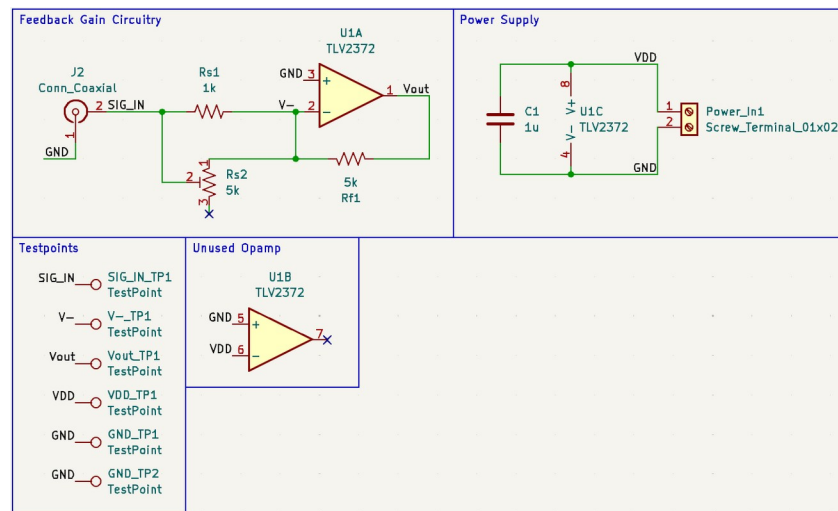 Feedback Gain Circuitry
U1A
TLV2372
J2
Conn_Coaxial
Rs1
1k
GND
3
+
1
Vout
2
SIG_IN
V-
2
-
1
GND
1
2
3
Rs2
5k
5k
Rf1
Power Supply
VDD
8
V+
C1
1u
U1C
TLV2372
V-
4
1
2
Power_In1
Screw_Terminal_01x02
GND
Testpoints
SIG_IN
SIG_IN_TP1
TestPoint
V-
V-_TP1
TestPoint
Vout
Vout_TP1
TestPoint
VDD
VDD_TP1
TestPoint
GND
GND_TP1
TestPoint
GND
GND_TP2
TestPoint
Unused Opamp
U1B
TLV2372
GND
5
+
7
VDD
6
-